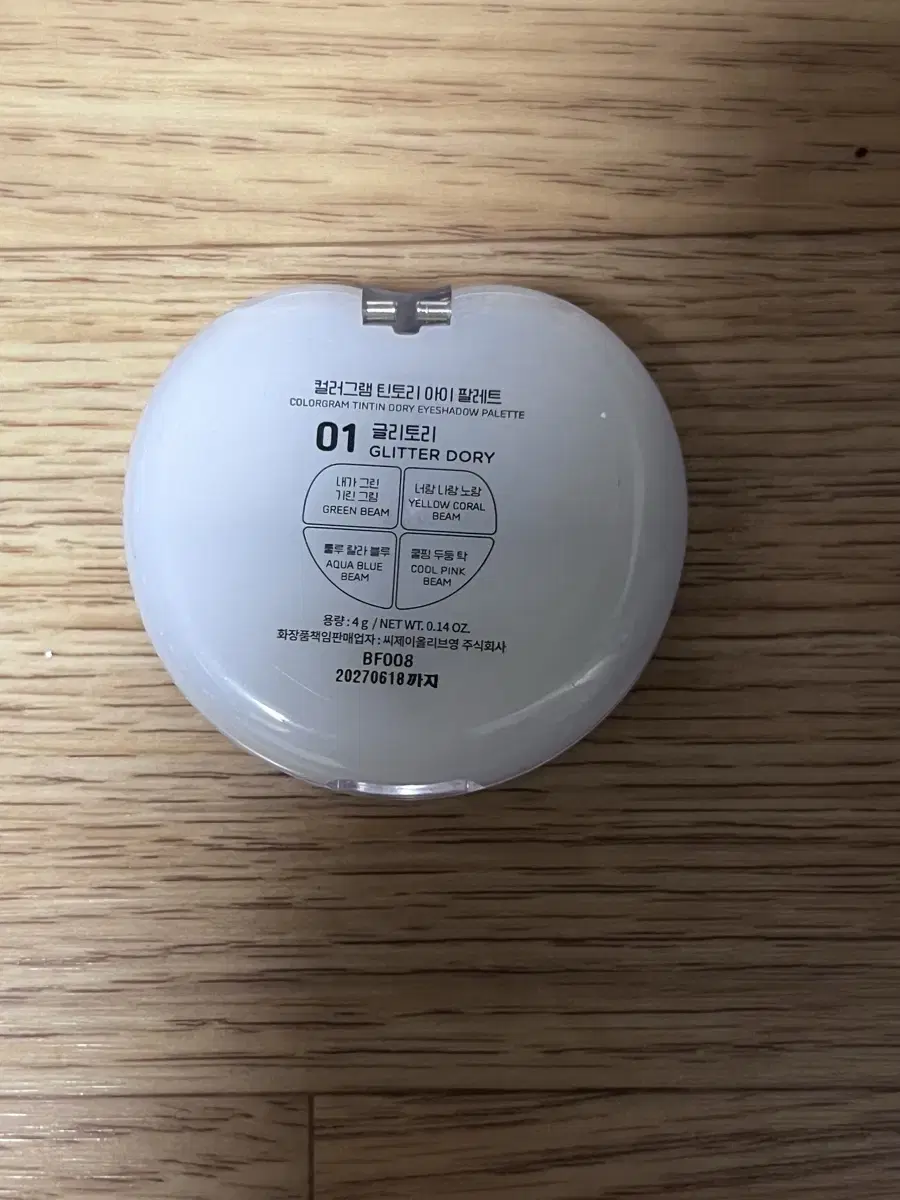 컬러그램 틴토리 아이 팔레트
COLORGRAM TINTIN DORY EYESHADOW PALETTE
01 글리토리
GLITTER DORY
내가 그린
기린 그림
GREEN BEAM
너랑 나랑 노랑
YELLOW CORAL
BEAM
툴루 랄라 블루
AQUA BLUE
BEAM
쿨핑 두둥 탁
COOL PINK
BEAM
용량 : 4 g / NET WT. 0.14 OZ.
화장품책임판매업자 : 씨제이올리브영 주식회사
BF008
20270618까지